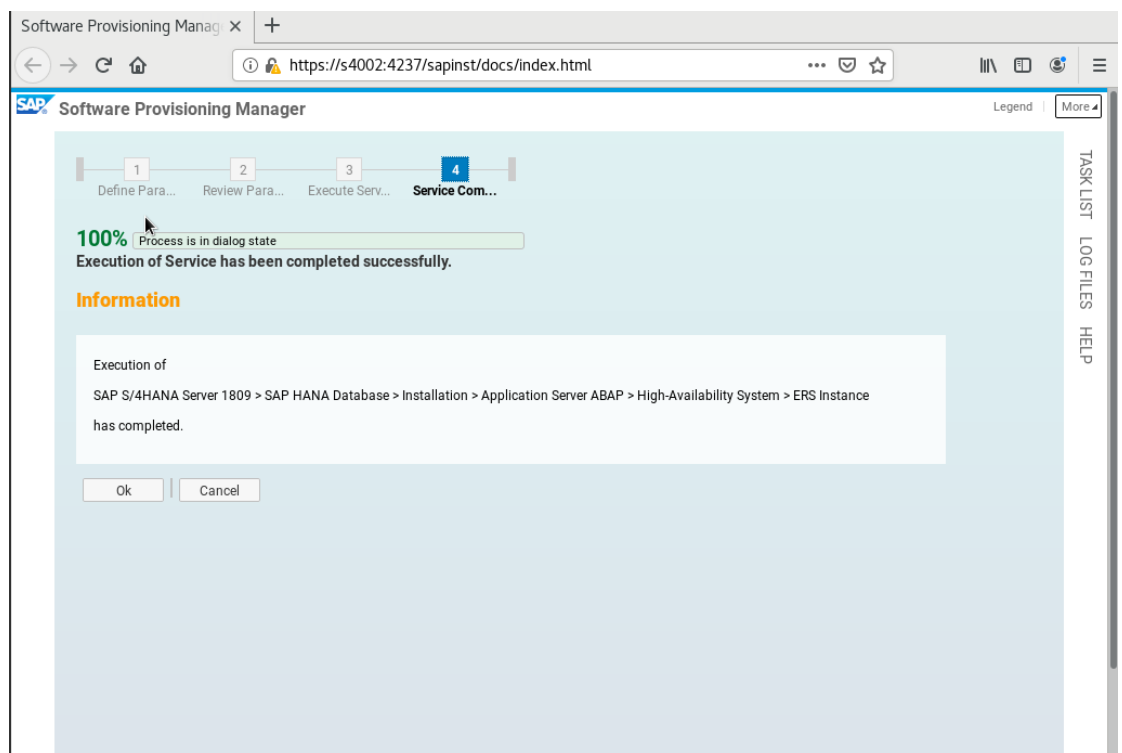 Software Provisioning Manag
https://s4002:4237/sapinst/docs/index.html
SAP Software Provisioning Manager
Legend
More
1
2
3
4
Define Para...
Review Para...
Execute Serv...
Service Com...
100%
Process is in dialog state
Execution of Service has been completed successfully.
Information
Execution of
SAP S/4HANA Server 1809 > SAP HANA Database > Installation > Application Server ABAP > High-Availability System > ERS Instance
has completed.
Ok
Cancel
TASK LIST
LOG FILES
HELP